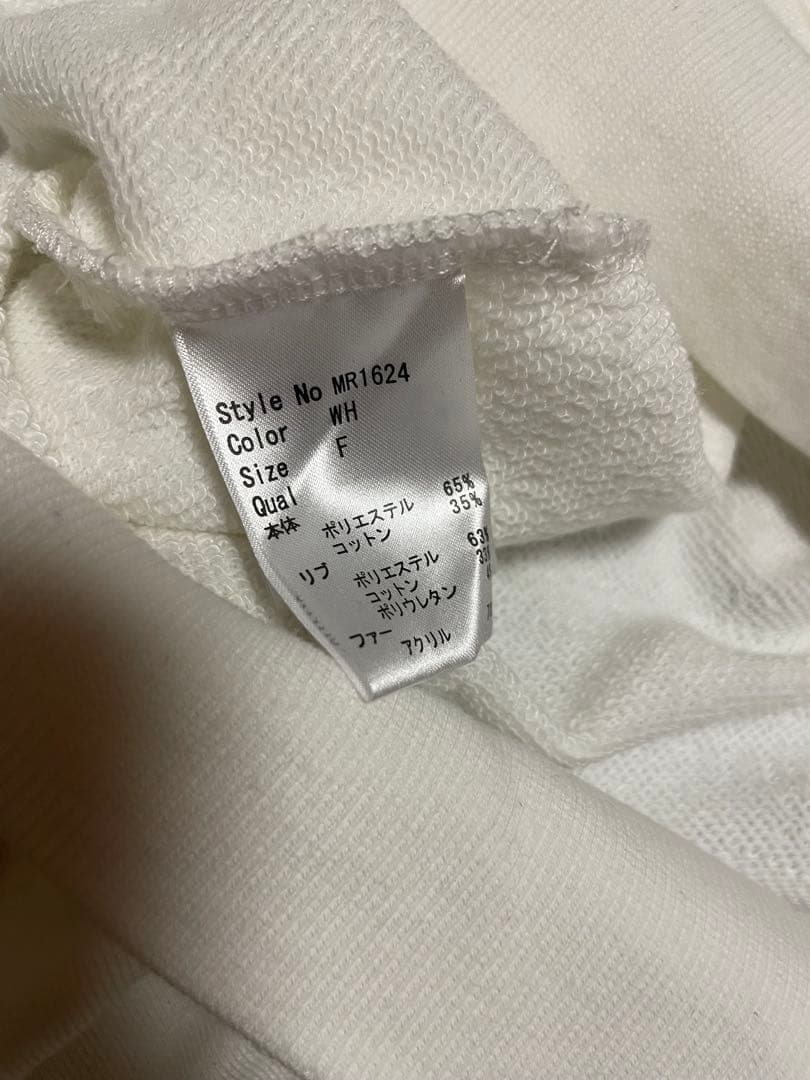 Style No MR1624
Color WH
Size F
Qual
本体 ポリエステル 65%
コットン 35%
リブ ポリエステル 63%
コットン
ポリウレタン
ファー アクリル